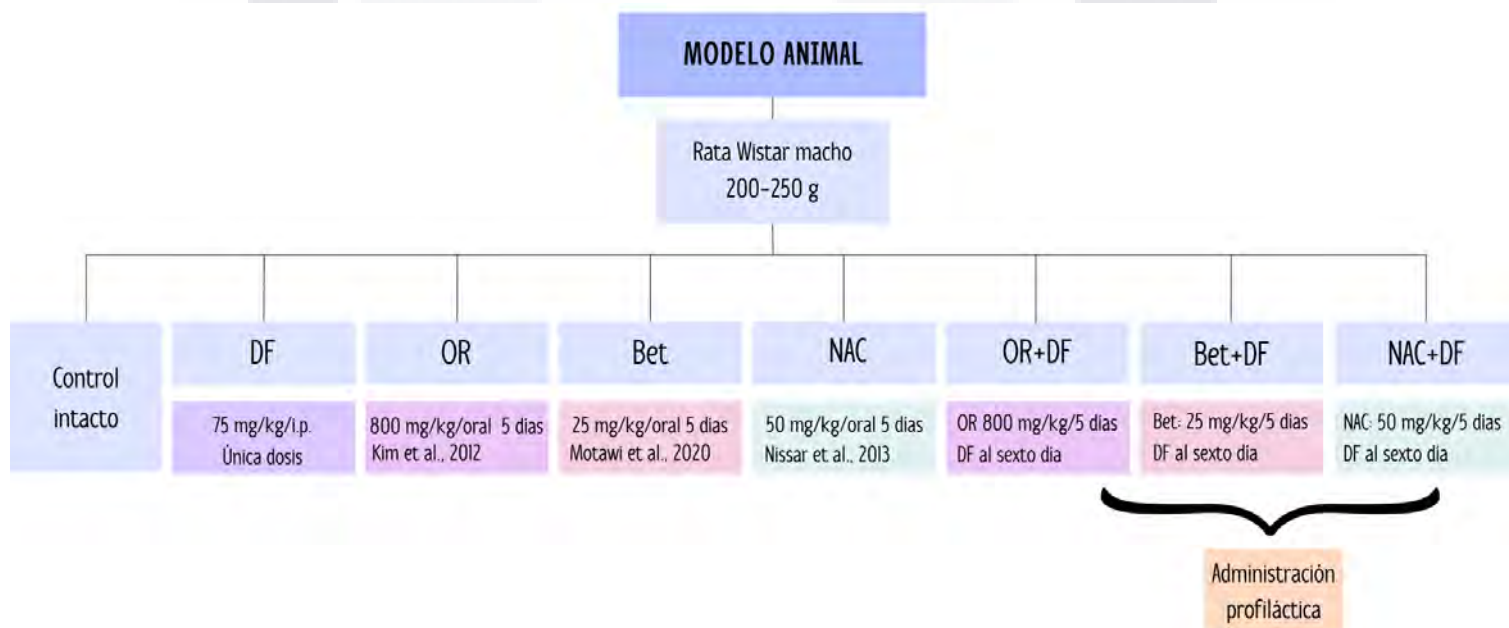 MODELO ANIMAL
Rata Wistar macho
200-250 g
Control
intacto
DF
75 mg/kg/i.p.
Única dosis
OR
800 mg/kg/oral 5 dias
Kim et al., 2012
Bet
25 mg/kg/oral 5 dias
Motawi et al., 2020
NAC
50 mg/kg/oral 5 dias
Nissar et al., 2013
OR+DF
OR 800 mg/kg/5 dias
DF al sexto dia
Bet+DF
Bet: 25 mg/kg/5 dias
DF al sexto día
NAC+DF
NAC: 50 mg/kg/5 dias
DF al sexto dia
Administración
profiláctica